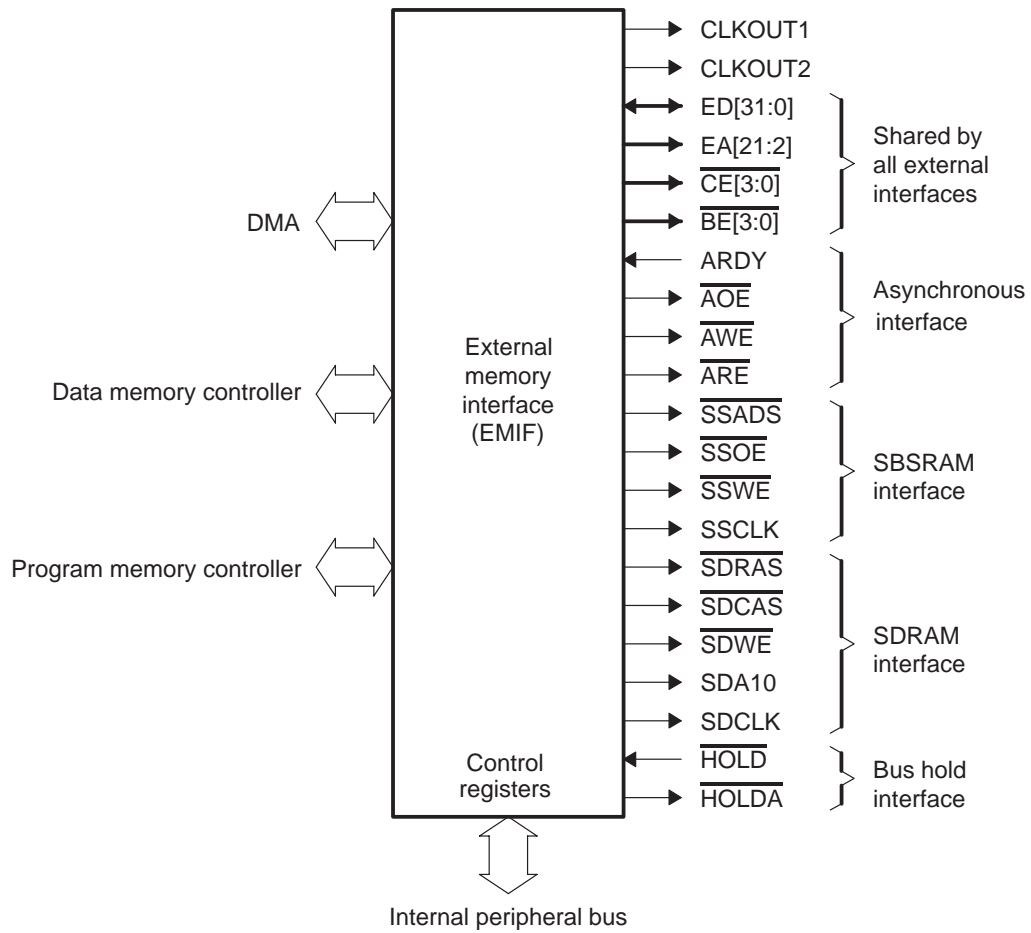 CLKOUT1
CLKOUT2
ED[31:0]
EA[21:2]
CE[3:0]
BE[3:0]
Shared by
all external
interfaces
DMA
ARDY
AOE
AWE
ARE
Asynchronous
interface
External
memory
interface
(EMIF)
Data memory controller
SSADS
SSOE
SSWE
SSCLK
SBSRAM
interface
Program memory controller
SDRAS
SDCAS
SDWE
SDA10
SDCLK
SDRAM
interface
Control
registers
HOLD
HOLDA
Bus hold
interface
Internal peripheral bus